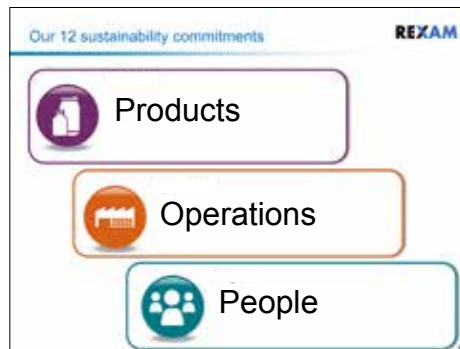 Our 12 sustainability commitments
REXAM
Products
Operations
People